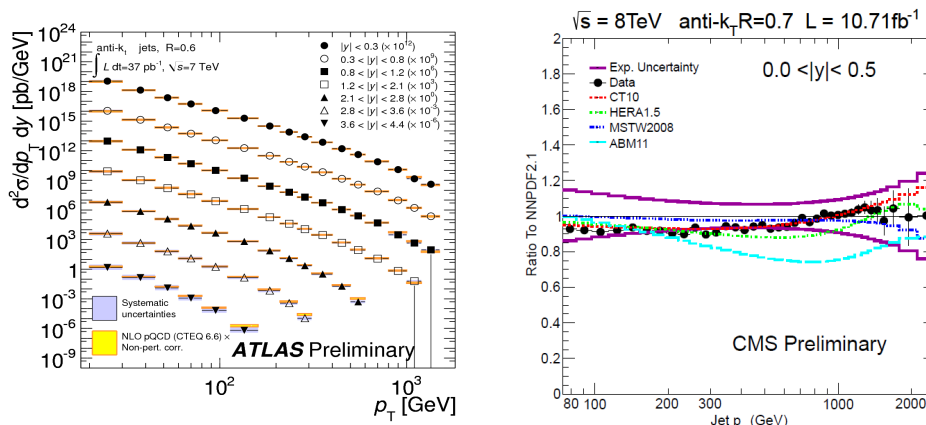 10^24
10^21
10^18
10^15
10^12
10^9
10^6
10^3
1
10^-3
10^-6
10^-9
d²σ/dp_T dy [pb/GeV]
anti-k_t jets, R=0.6
∫ L dt=37 pb⁻¹, √s=7 TeV
|y| < 0.3 (× 10^12)
0.3 < |y| < 0.8 (× 10^9)
0.8 < |y| < 1.2 (× 10^6)
1.2 < |y| < 2.1 (× 10^3)
2.1 < |y| < 2.8 (× 10^0)
2.8 < |y| < 3.6 (× 10^-3)
3.6 < |y| < 4.4 (× 10^-6)
Systematic
uncertainties
NLO pQCD (CTEQ 6.6) ×
Non-pert. corr.
ATLAS Preliminary
10^2 10^3
p_T [GeV]
√s = 8TeV anti-k_T R=0.7 L = 10.71fb⁻¹
2
1.8
1.6
1.4
1.2
1
0.8
0.6
0.4
0.2
0
Ratio To NNPDF2.1
Exp. Uncertainty
Data
CT10
HERA1.5
MSTW2008
ABM11
0.0 <|y| < 0.5
CMS Preliminary
80 100 200 300 1000 2000
Jet p (GeV)